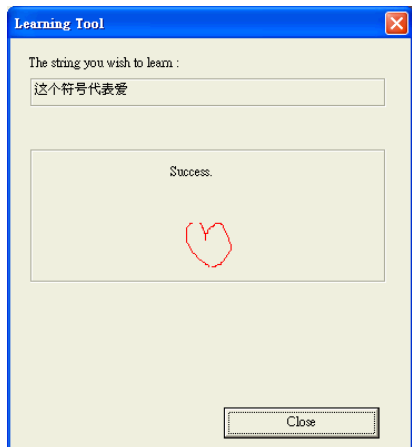 Learning Tool
The string you wish to learn :
这个符号代表爱
Success.
Close